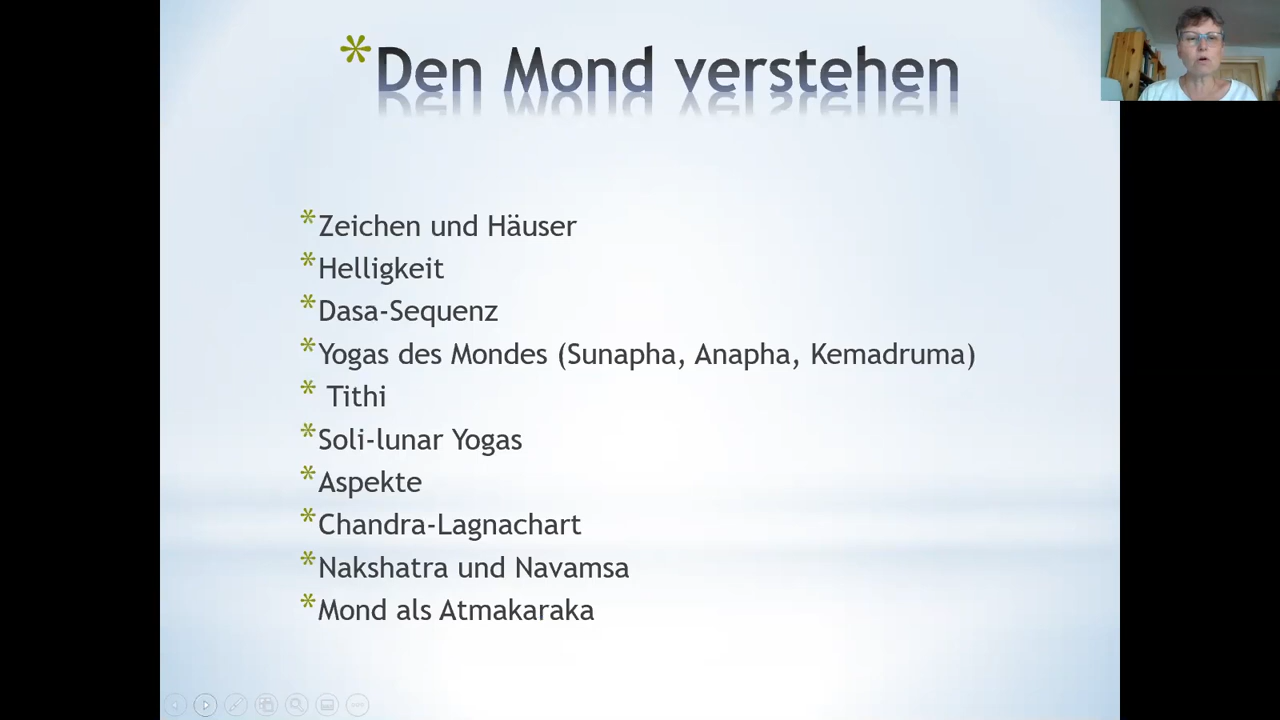 *Den Mond verstehen
*Zeichen und Häuser
*Helligkeit
*Dasa-Sequenz
*Yogas des Mondes (Sunapha, Anapha, Kemadruma)
* Tithi
*Soli-lunar Yogas
*Aspekte
*Chandra-Lagnachart
*Nakshatra und Navamsa
*Mond als Atmakaraka